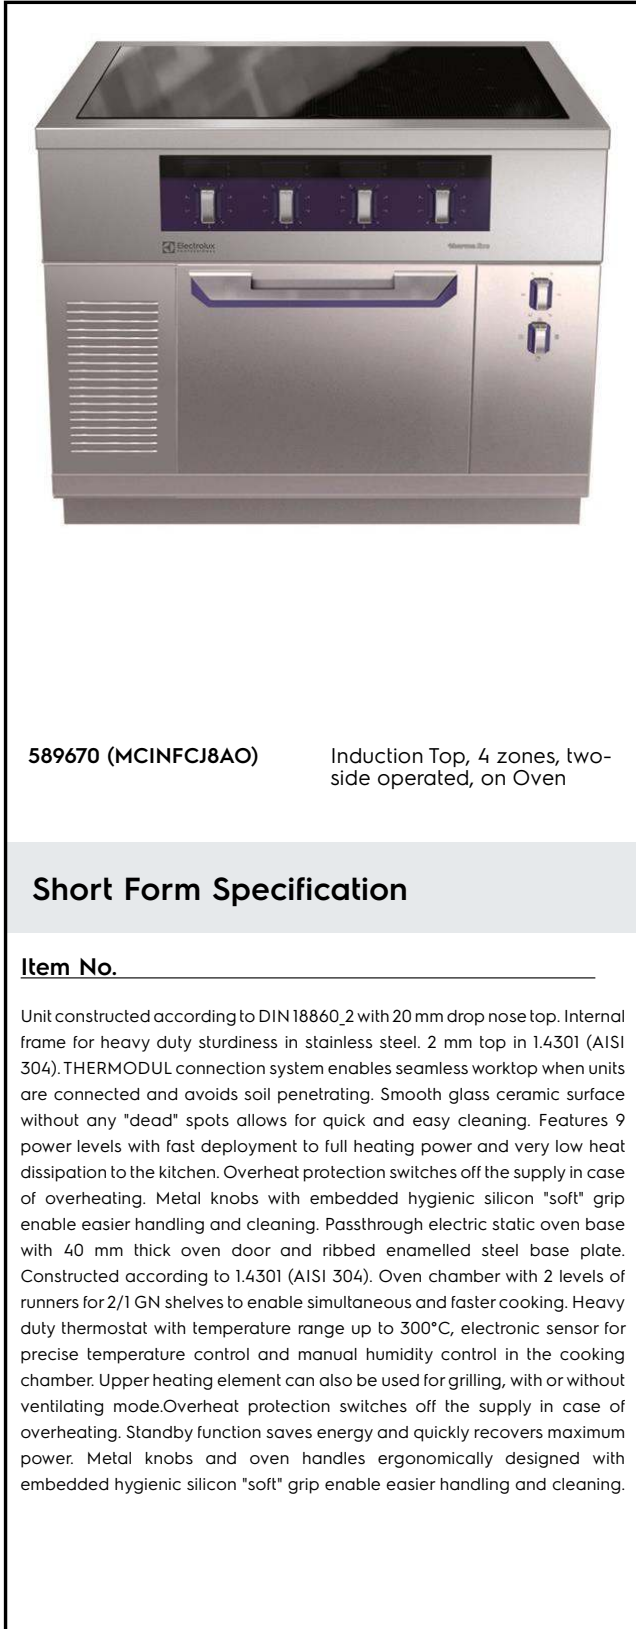 Electrolux
PROFESSIONAL
589670 (MCINFCJ8AO)
Induction Top, 4 zones, two-
side operated, on Oven
Short Form Specification
Item No.
Unit constructed according to DIN 18860_2 with 20 mm drop nose top. Internal
frame for heavy duty sturdiness in stainless steel. 2 mm top in 1.4301 (AISI
304). THERMODUL connection system enables seamless worktop when units
are connected and avoids soil penetrating. Smooth glass ceramic surface
without any "dead" spots allows for quick and easy cleaning. Features 9
power levels with fast deployment to full heating power and very low heat
dissipation to the kitchen. Overheat protection switches off the supply in case
of overheating. Metal knobs with embedded hygienic silicon "soft" grip
enable easier handling and cleaning. Passthrough electric static oven base
with 40 mm thick oven door and ribbed enamelled steel base plate.
Constructed according to 1.4301 (AISI 304). Oven chamber with 2 levels of
runners for 2/1 GN shelves to enable simultaneous and faster cooking. Heavy
duty thermostat with temperature range up to 300°C, electronic sensor for
precise temperature control and manual humidity control in the cooking
chamber. Upper heating element can also be used for grilling, with or without
ventilating mode.Overheat protection switches off the supply in case of
overheating. Standby function saves energy and quickly recovers maximum
power. Metal knobs and oven handles ergonomically designed with
embedded hygienic silicon "soft" grip enable easier handling and cleaning.